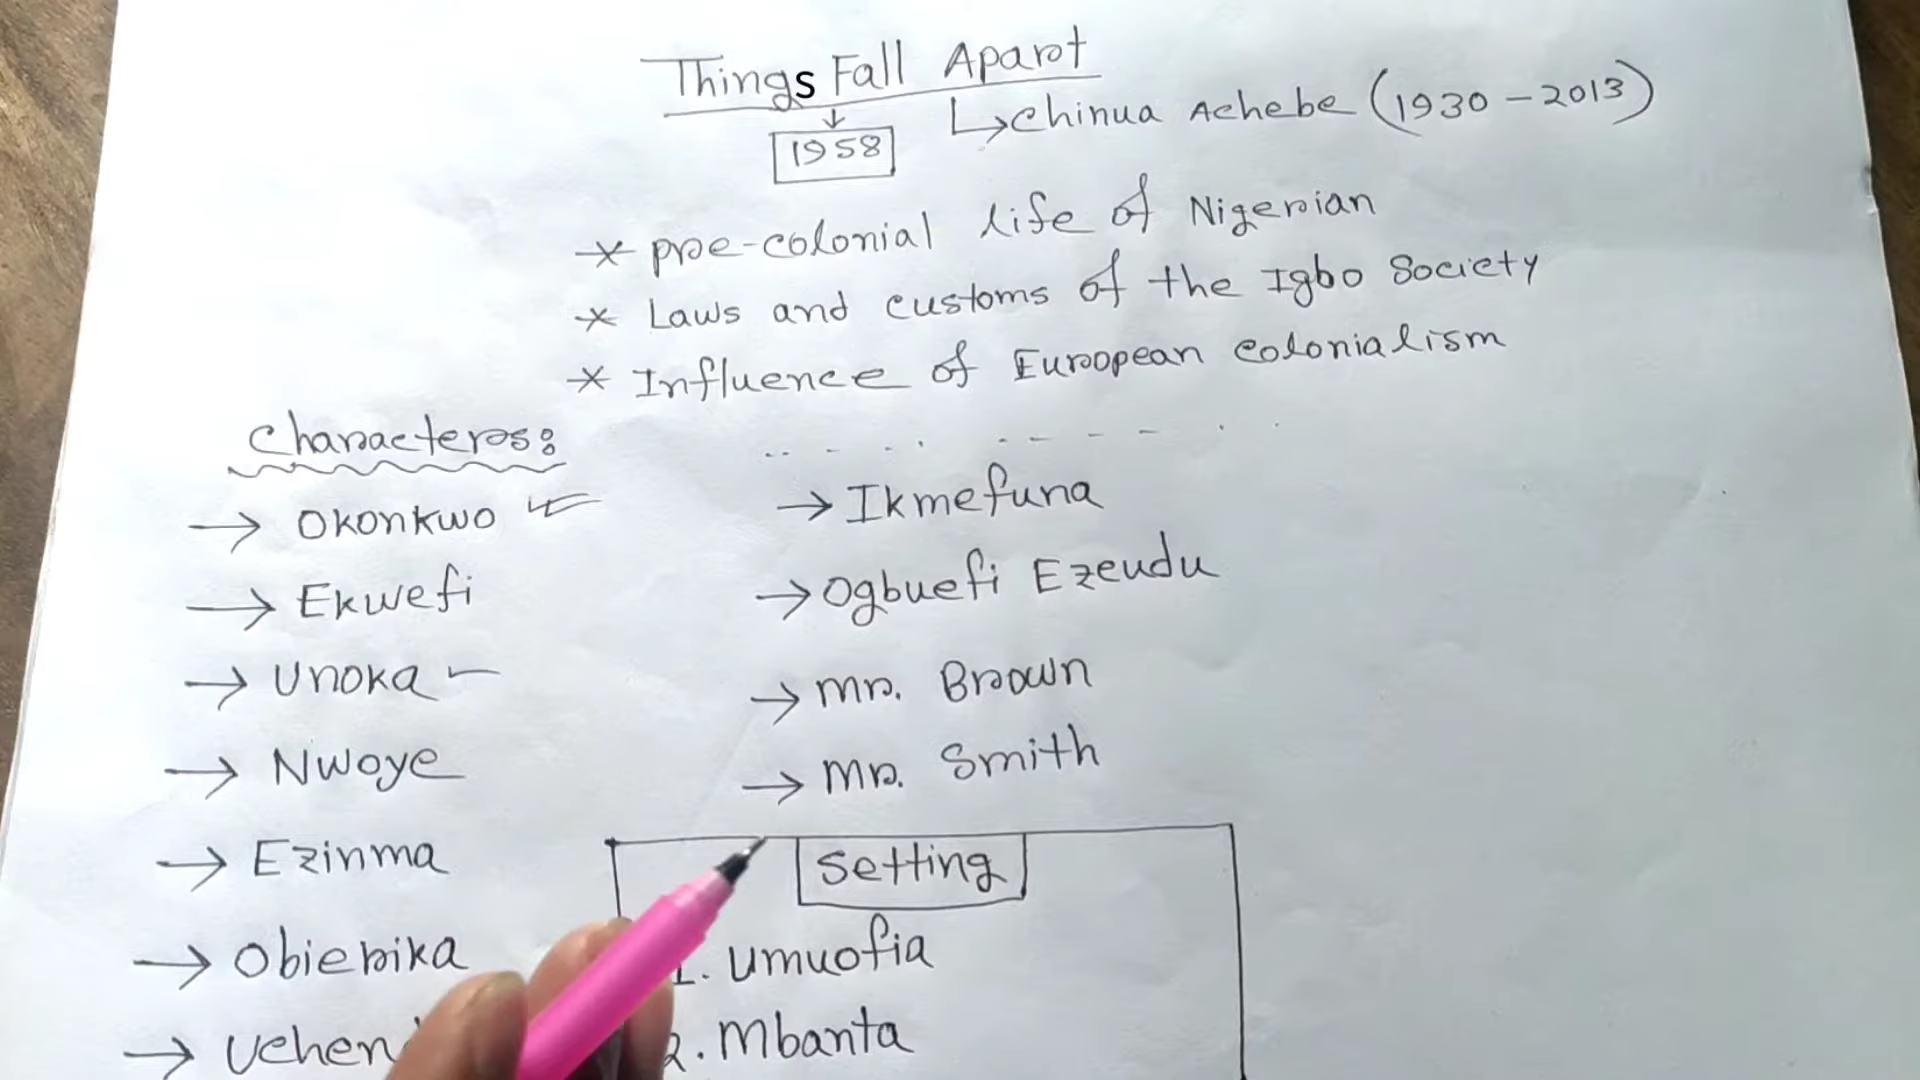 Things Fall Apart
1958
Chinua Achebe (1930-2013)
* pre-colonial life of Nigerian
* Laws and customs of the Igbo Society
* Influence of European colonialism
Characters:
→ Okonkwo
→ Ekwefi
→ Unoka
→ Nwoye
→ Ezinma
→ Obierika
→ Ikmefuna
→ Ogbuefi Ezeudu
→ Mr. Brown
→ Mr. Smith
Setting
1. Umuofia
2. Mbanta